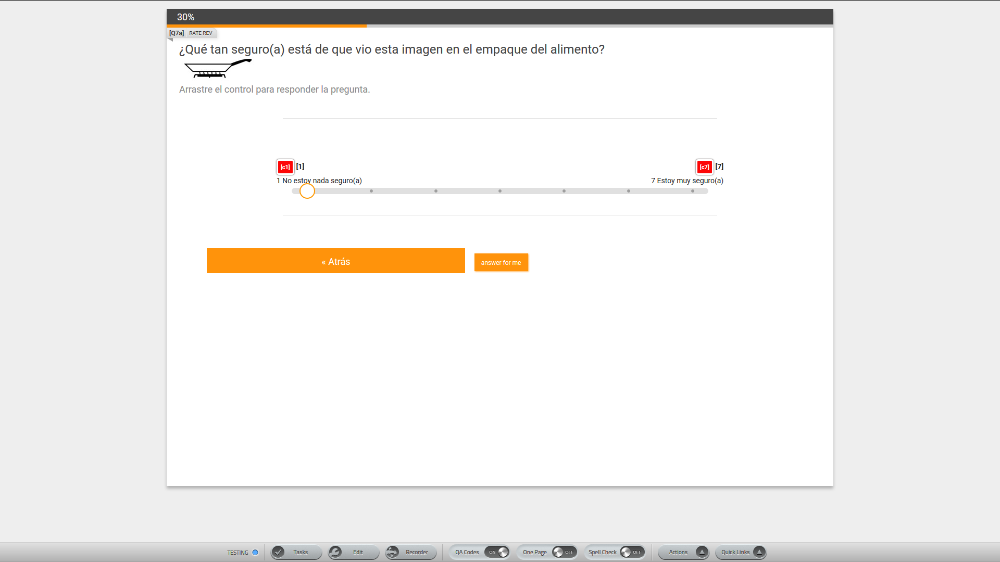 30%
[Q7a] RATE REV
¿Qué tan seguro(a) está de que vio esta imagen en el empaque del alimento?
Arrastre el control para responder la pregunta.
[c1] [1] [c7] [7]
1 No estoy nada seguro(a) 7 Estoy muy seguro(a)
« Atrás answer for me
TESTING Tasks Edit Recorder QA Codes ON One Page OFF Spell Check OFF Actions Quick Links